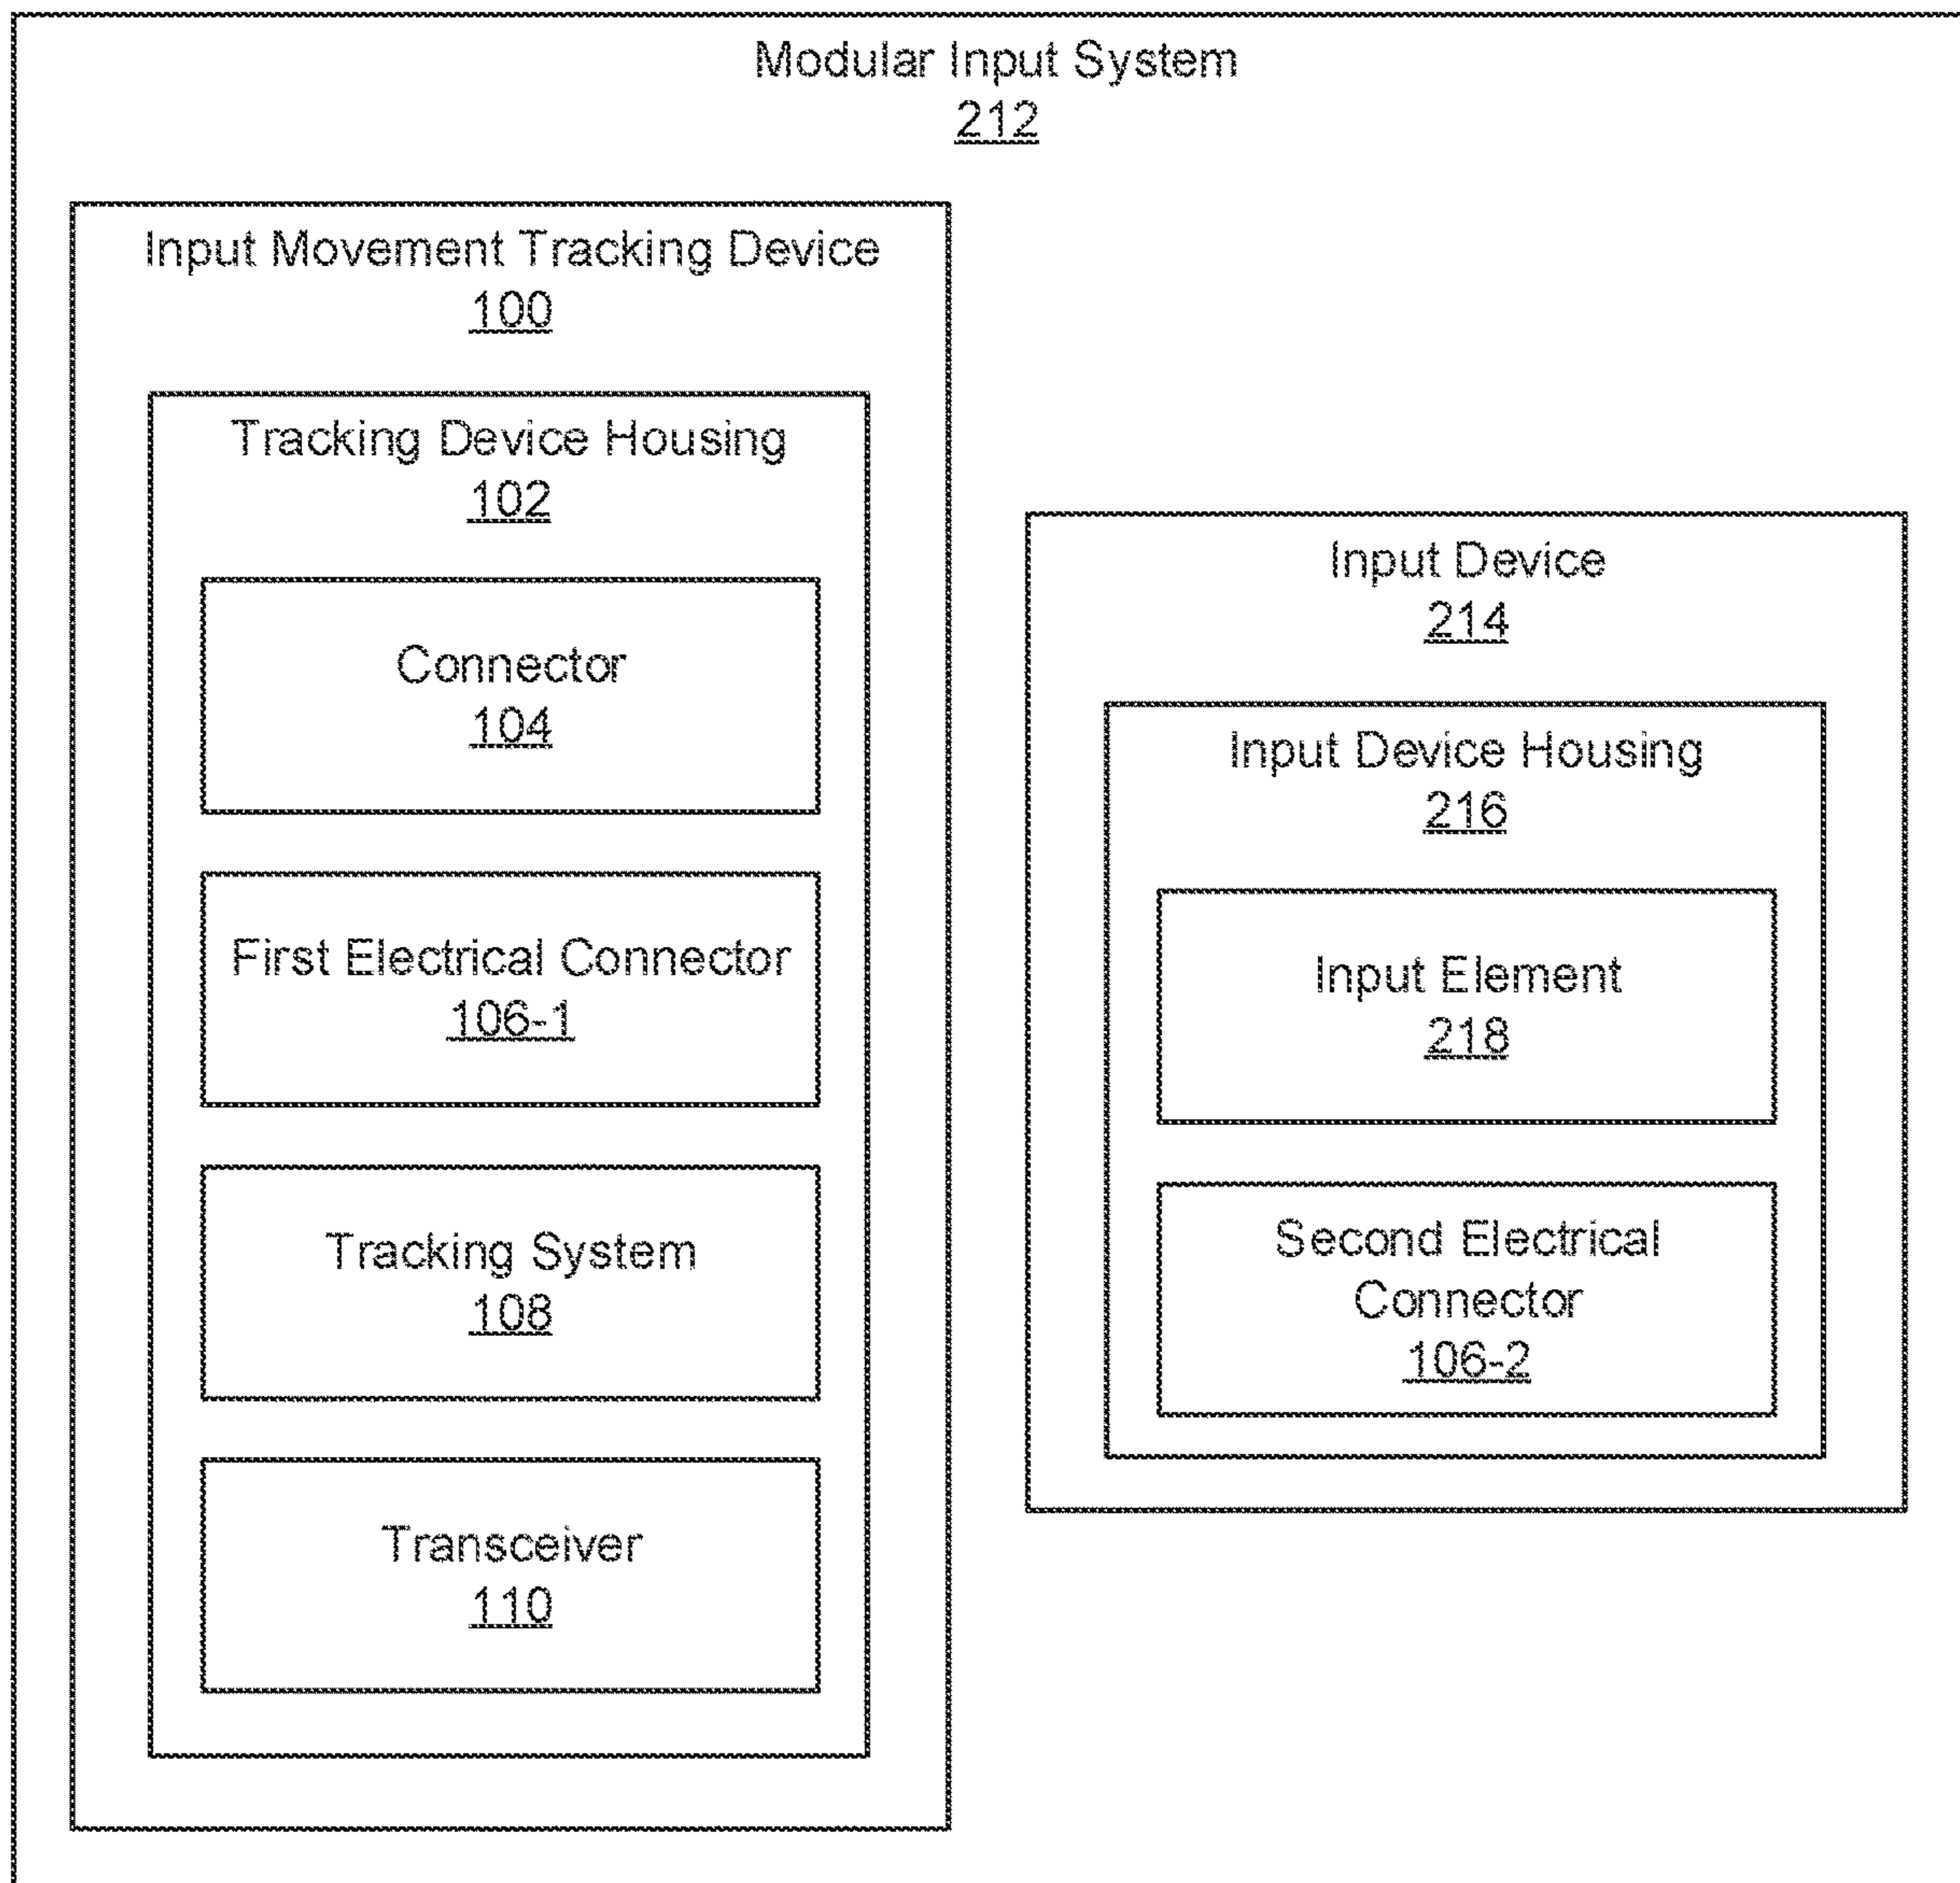 Modular Input System
212
Input Movement Tracking Device
100
Tracking Device Housing
102
Connector
104
First Electrical Connector
106-1
Tracking System
108
Transceiver
110
Input Device
214
Input Device Housing
216
Input Element
218
Second Electrical
Connector
106-2